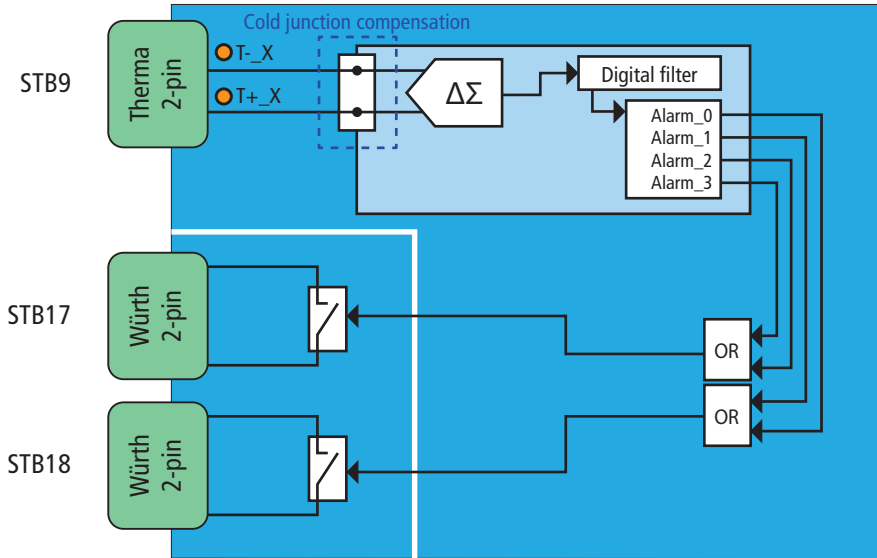 Cold junction compensation
STB9
Therma
2-pin
T-_X
T+_X
ΔΣ
Digital filter
Alarm_0
Alarm_1
Alarm_2
Alarm_3
STB17
Würth
2-pin
OR
STB18
Würth
2-pin
OR